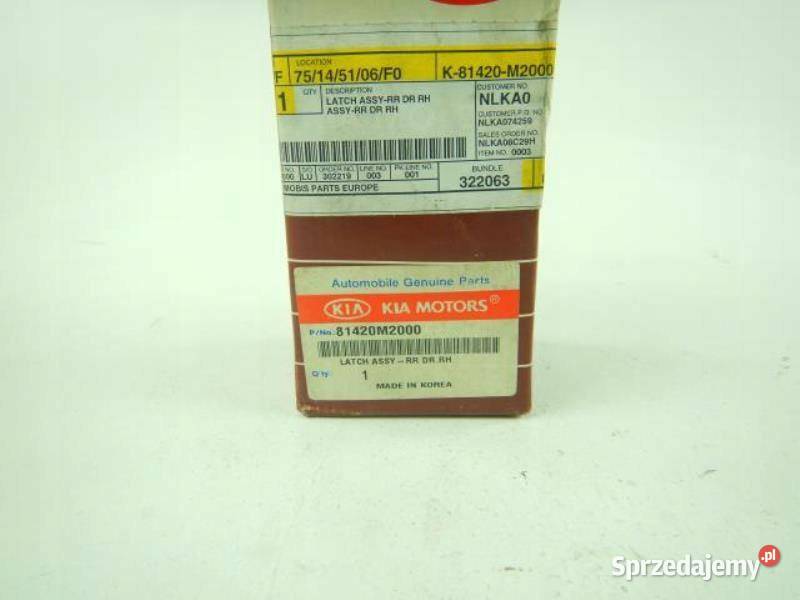 LOCATION
F 75/14/51/06/F0 K-81420-M2000
1 QTY DESCRIPTION
LATCH ASSY-RR DR RH
ASSY-RR DR RH
CUSTOMER NO.
NLKA0
CUSTOMER P/O NO.
NLKA074259
SALES ORDER NO.
NLKA08C29H
ITEM NO. 0003
NO. S/O ORDER NO. LINE NO. PK-LINE NO.
000 LU 302219 003 001
MOBIS PARTS EUROPE
BUNDLE
322063
Automobile Genuine Parts
KIA KIA MOTORS®
P/No. 81420M2000
LATCH ASSY-RR DR RH
Q'ty: 1
MADE IN KOREA
Sprzedajemy.pl